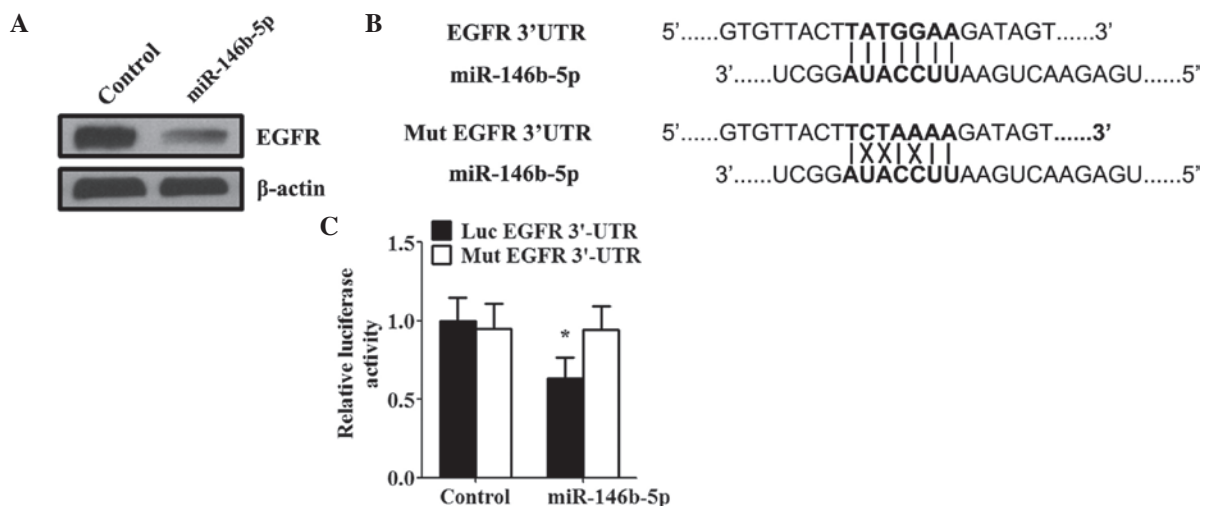 A
Control
miR-146b-5p
EGFR
β-actin
B
EGFR 3'UTR 5'......GTGTTACTTATGGAAGATAGT......3'
miR-146b-5p 3'......UCGGAUACCUUAAGUCAAGAGU......5'
Mut EGFR 3'UTR 5'......GTGTTACTTCTAAAAGATAGT......3'
|XX|X||
miR-146b-5p 3'......UCGGAUACCUUAAGUCAAGAGU......5'
C
Luc EGFR 3'-UTR
Mut EGFR 3'-UTR
Relative luciferase activity
1.5
1.0
0.5
0.0
*
Control
miR-146b-5p